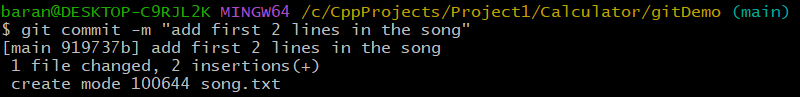 baran@DESKTOP-C9RJL2K MINGW64 /c/CppProjects/Project1/Calculator/gitDemo (main)
$ git commit -m "add first 2 lines in the song"
[main 919737b] add first 2 lines in the song
 1 file changed, 2 insertions(+)
 create mode 100644 song.txt